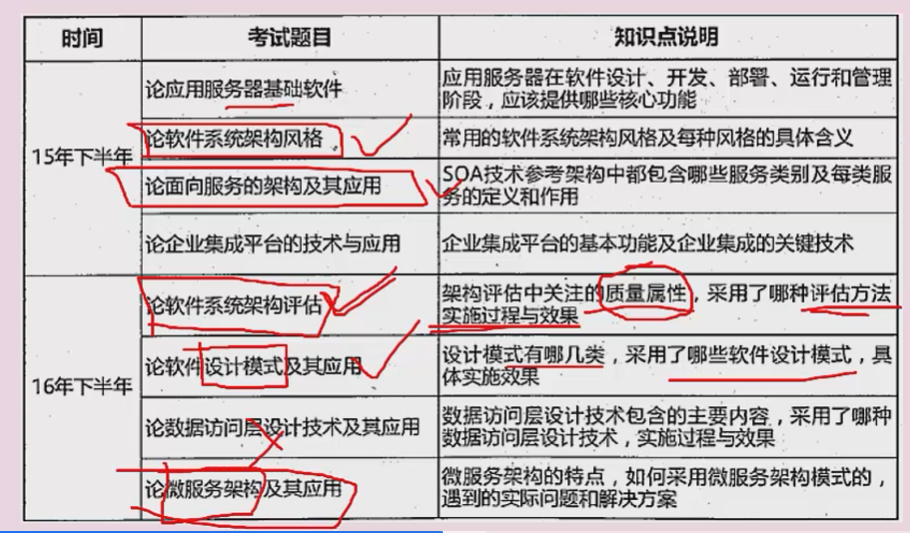 时间 考试题目 知识点说明
论应用服务器基础软件
应用服务器在软件设计、开发、部署、运行和管理
阶段，应该提供哪些核心功能
15年下半年
论软件系统架构风格
常用的软件系统架构风格及每种风格的具体含义
论面向服务的架构及其应用
SOA技术参考架构中都包含哪些服务类别及每类服
务的定义和作用
论企业集成平台的技术与应用
企业集成平台的基本功能及企业集成的关键技术
16年下半年
论软件系统架构评估
架构评估中关注的质量属性，采用了哪种评估方法
实施过程与效果
论软件设计模式及其应用
设计模式有哪几类，采用了哪些软件设计模式，具
体实施效果
论数据访问层设计技术及其应用
数据访问层设计技术包含的主要内容，采用了哪种
数据访问层设计技术，实施过程与效果
论微服务架构及其应用
微服务架构的特点，如何采用微服务架构模式的，
遇到的实际问题和解决方案